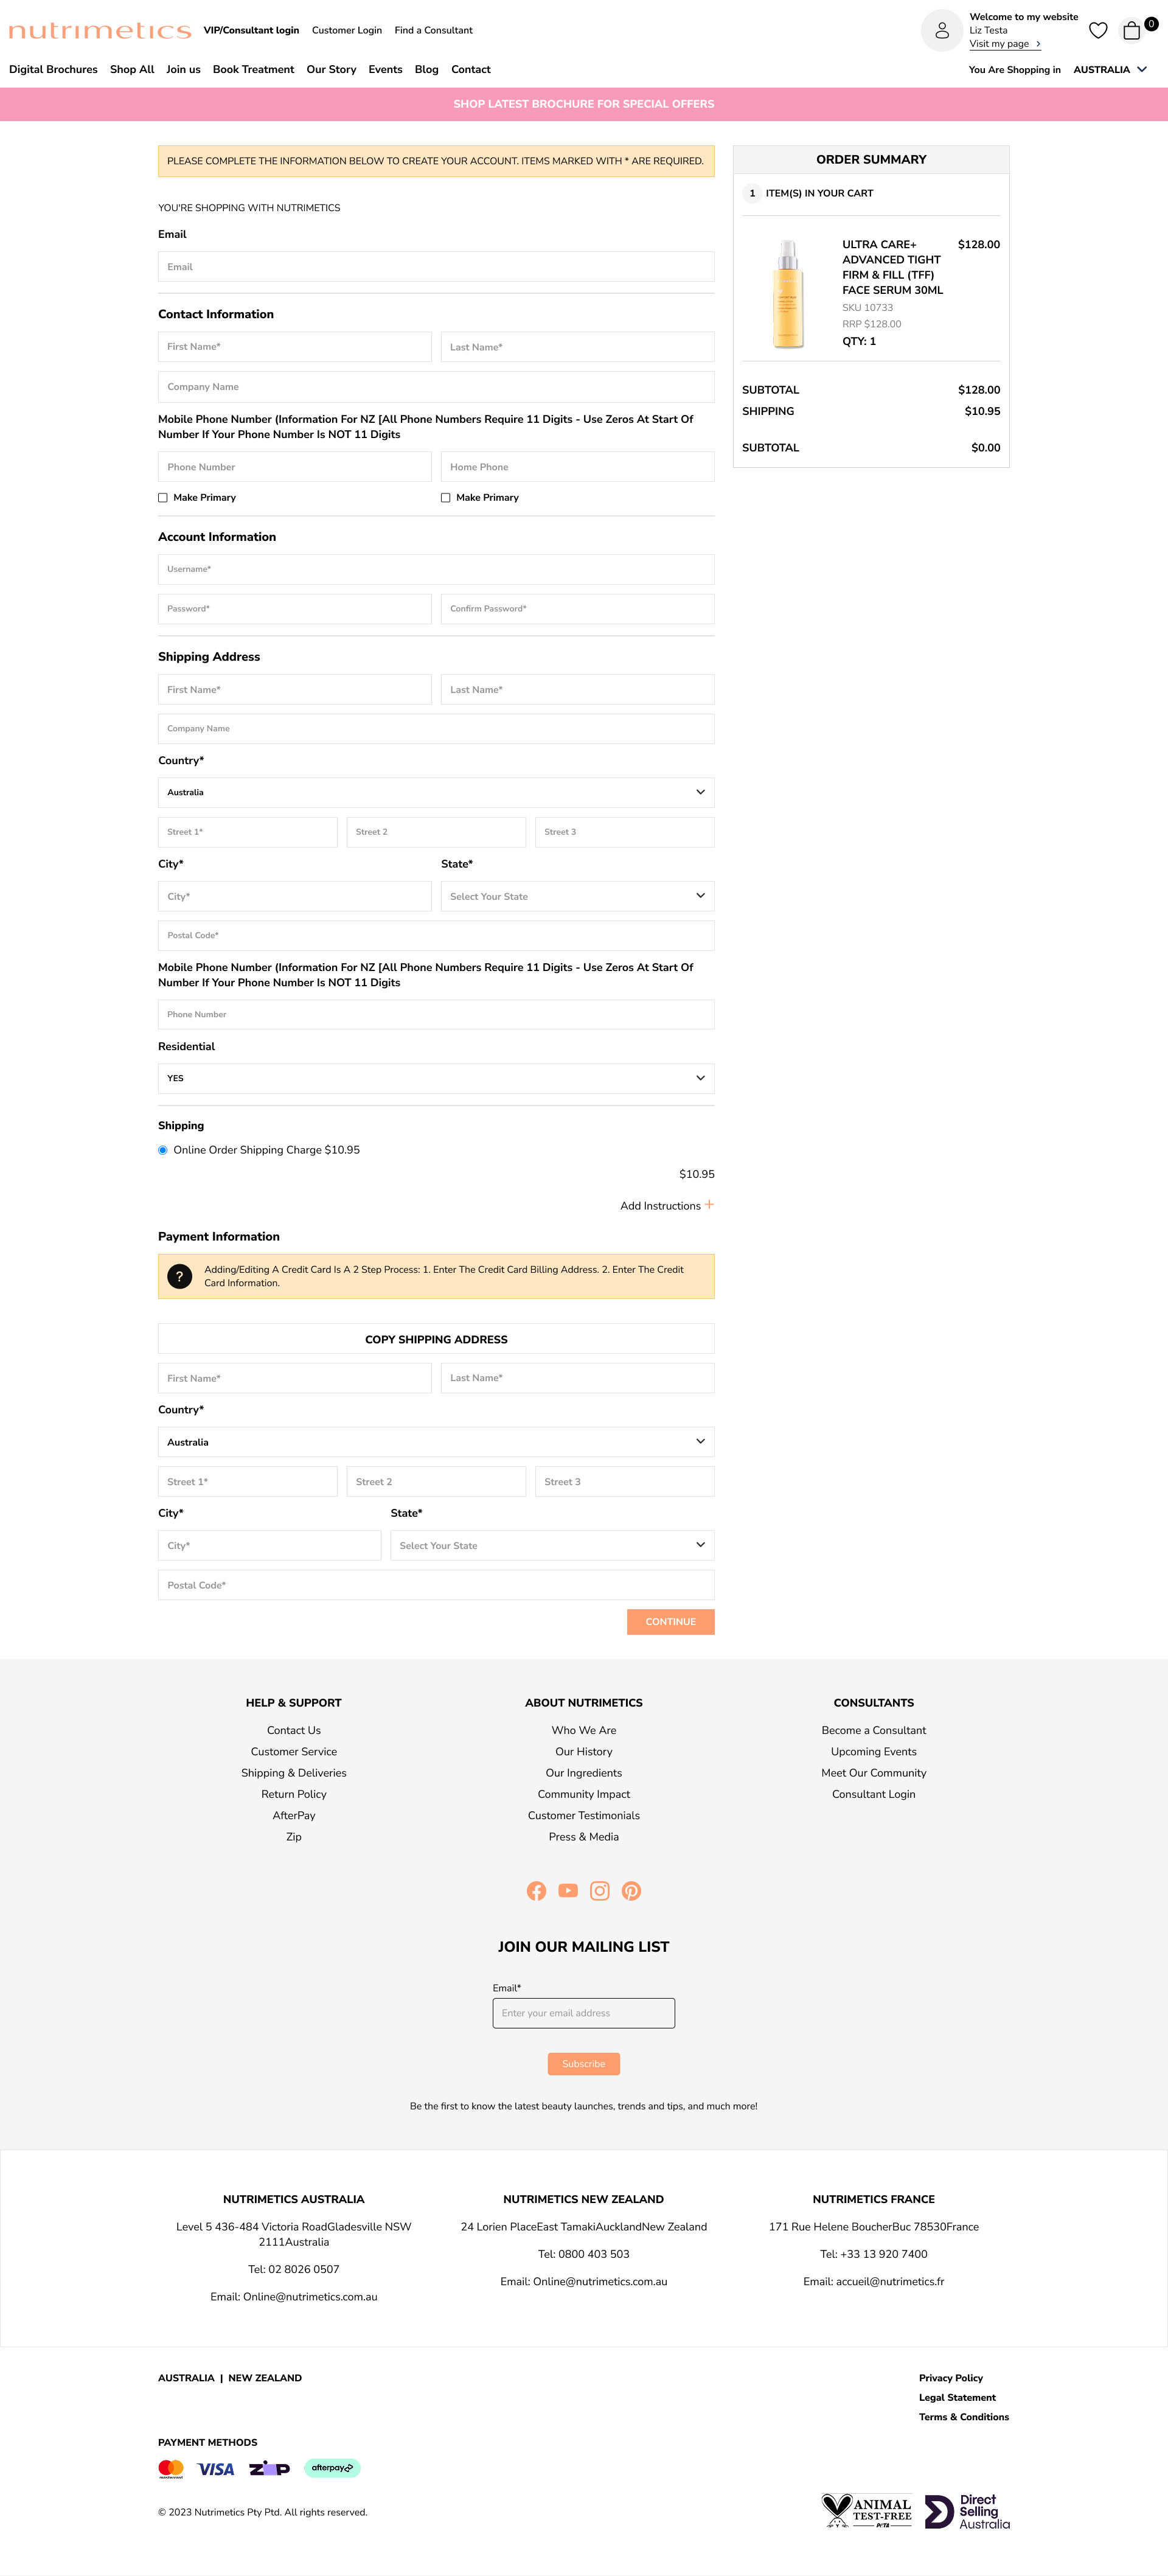 nutrimetics
VIP/Consultant login Customer Login Find a Consultant
Welcome to my website
Liz Testa
Visit my page
0
Digital Brochures Shop All Join us Book Treatment Our Story Events Blog Contact
You Are Shopping in AUSTRALIA
SHOP LATEST BROCHURE FOR SPECIAL OFFERS
PLEASE COMPLETE THE INFORMATION BELOW TO CREATE YOUR ACCOUNT. ITEMS MARKED WITH * ARE REQUIRED.
YOU'RE SHOPPING WITH NUTRIMETICS
Email
Email
Contact Information
First Name* Last Name*
Company Name
Mobile Phone Number (Information For NZ [All Phone Numbers Require 11 Digits - Use Zeros At Start Of
Number If Your Phone Number Is NOT 11 Digits
Phone Number Home Phone
Make Primary Make Primary
Account Information
Username*
Password* Confirm Password*
Shipping Address
First Name* Last Name*
Company Name
Country*
Australia
Street 1* Street 2 Street 3
City* State*
City* Select Your State
Postal Code*
Mobile Phone Number (Information For NZ [All Phone Numbers Require 11 Digits - Use Zeros At Start Of
Number If Your Phone Number Is NOT 11 Digits
Phone Number
Residential
YES
Shipping
Online Order Shipping Charge $10.95
$10.95
Add Instructions +
Payment Information
? Adding/Editing A Credit Card Is A 2 Step Process: 1. Enter The Credit Card Billing Address. 2. Enter The Credit
Card Information.
COPY SHIPPING ADDRESS
First Name* Last Name*
Country*
Australia
Street 1* Street 2 Street 3
City* State*
City* Select Your State
Postal Code*
CONTINUE
ORDER SUMMARY
1 ITEM(S) IN YOUR CART
ULTRA CARE+ $128.00
ADVANCED TIGHT
FIRM & FILL (TFF)
FACE SERUM 30ML
SKU 10733
RRP $128.00
QTY: 1
SUBTOTAL $128.00
SHIPPING $10.95
SUBTOTAL $0.00
HELP & SUPPORT
Contact Us
Customer Service
Shipping & Deliveries
Return Policy
AfterPay
Zip
ABOUT NUTRIMETICS
Who We Are
Our History
Our Ingredients
Community Impact
Customer Testimonials
Press & Media
CONSULTANTS
Become a Consultant
Upcoming Events
Meet Our Community
Consultant Login
JOIN OUR MAILING LIST
Email*
Enter your email address
Subscribe
Be the first to know the latest beauty launches, trends and tips, and much more!
NUTRIMETICS AUSTRALIA
Level 5 436-484 Victoria RoadGladesville NSW
2111Australia
Tel: 02 8026 0507
Email: Online@nutrimetics.com.au
NUTRIMETICS NEW ZEALAND
24 Lorien PlaceEast TamakiAucklandNew Zealand
Tel: 0800 403 503
Email: Online@nutrimetics.com.au
NUTRIMETICS FRANCE
171 Rue Helene BoucherBuc 78530France
Tel: +33 13 920 7400
Email: accueil@nutrimetics.fr
AUSTRALIA | NEW ZEALAND
Privacy Policy
Legal Statement
Terms & Conditions
PAYMENT METHODS
mastercard VISA ZIP afterpay
© 2023 Nutrimetics Pty Ptd. All rights reserved.
ANIMAL
TEST-FREE
PETA
Direct
Selling
Australia